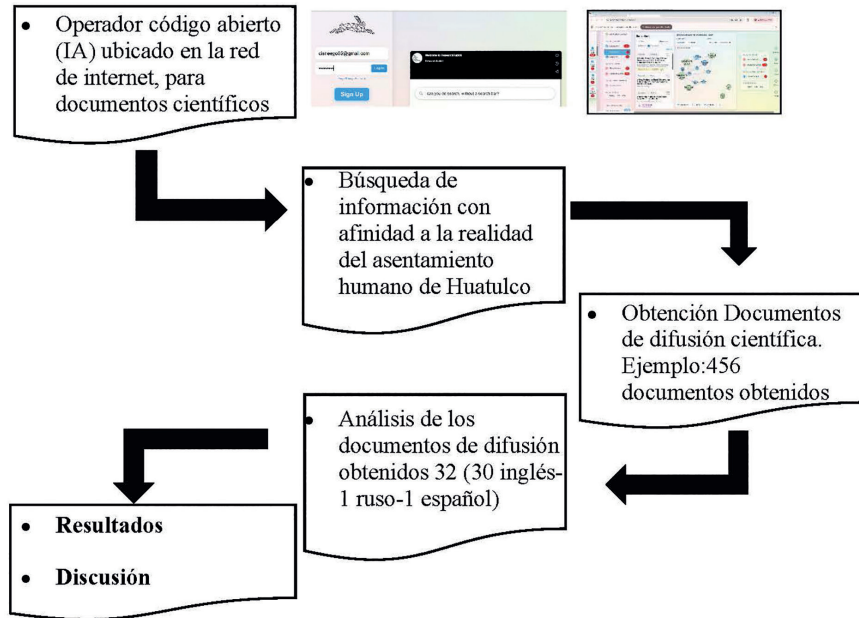 Operador código abierto
(IA) ubicado en la red
de internet, para
documentos científicos
Sign Up
Búsqueda de
información con
afinidad a la realidad
del asentamiento
humano de Huatulco
Obtención Documentos
de difusión científica.
Ejemplo:456
documentos obtenidos
Análisis de los
documentos de difusión
obtenidos 32 (30 inglés-
1 ruso-1 español)
Resultados
Discusión